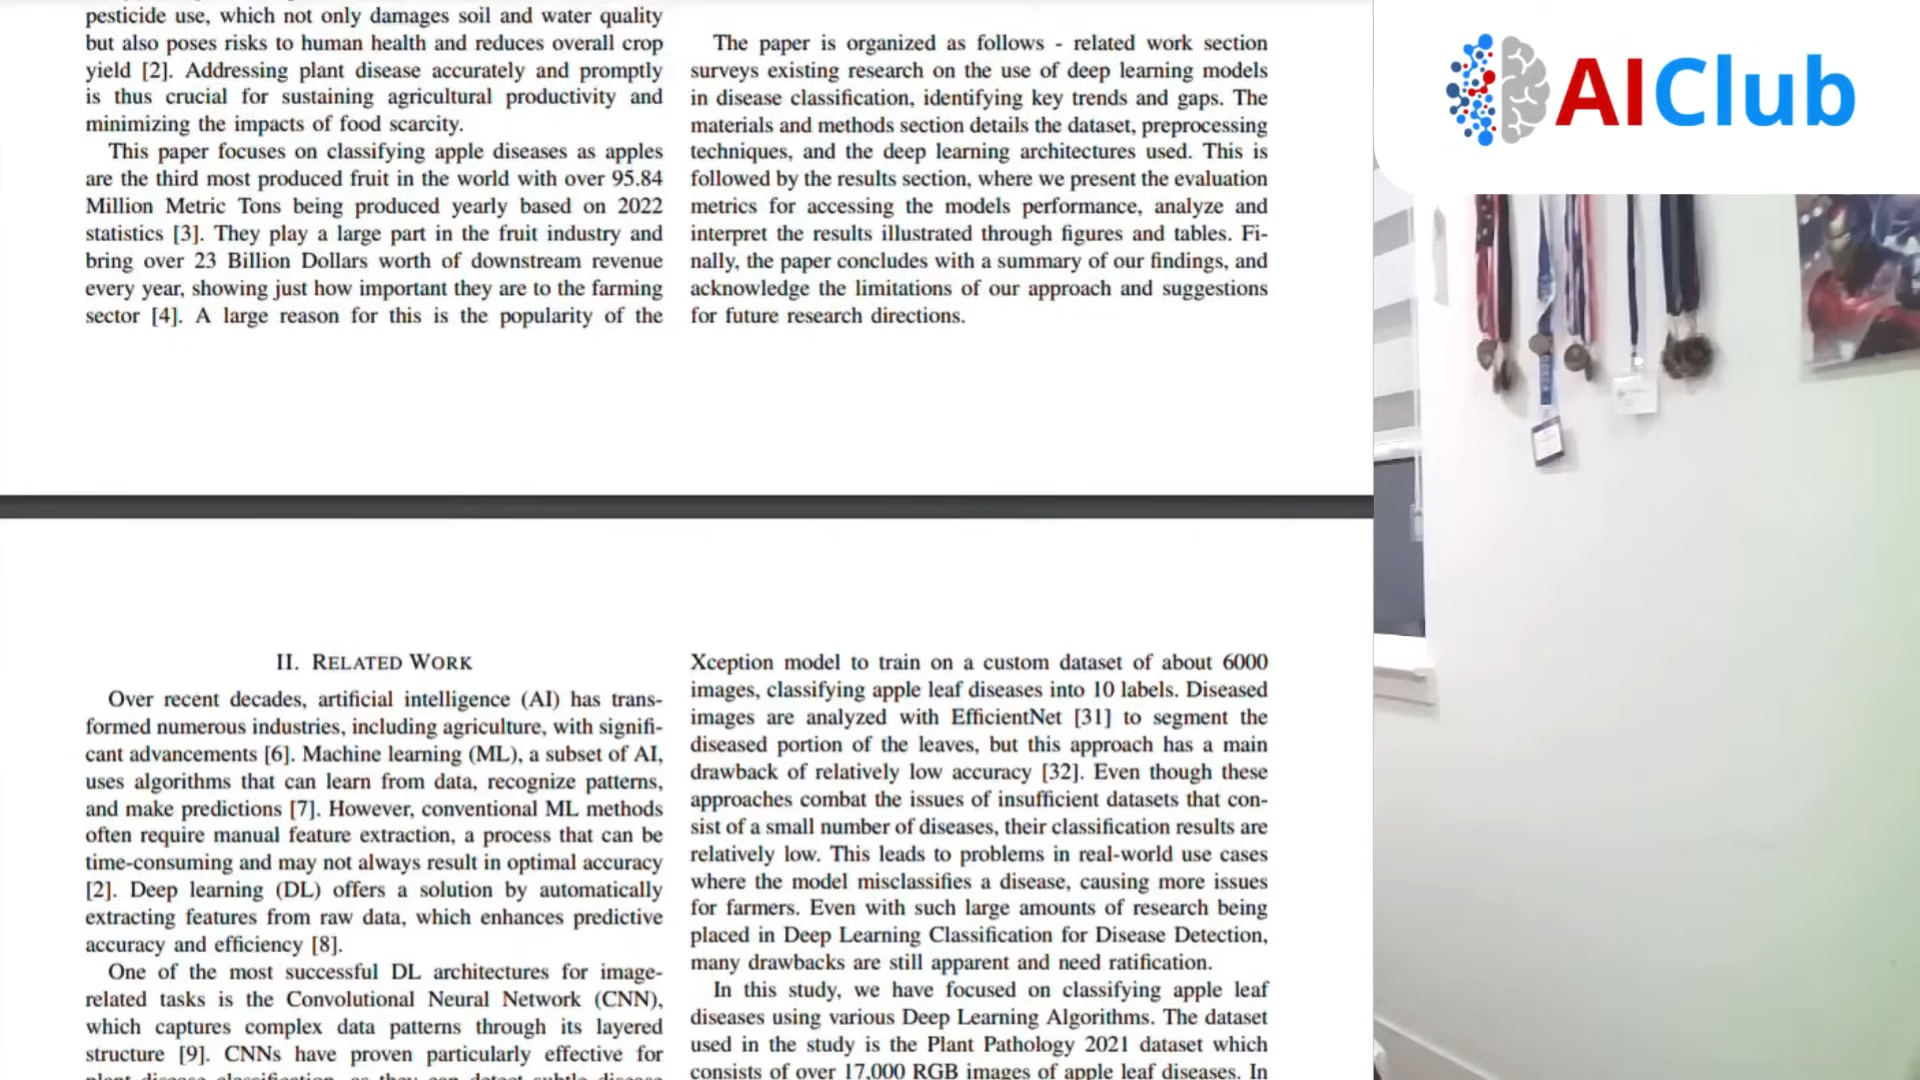 pesticide use, which not only damages soil and water quality
but also poses risks to human health and reduces overall crop
yield [2]. Addressing plant disease accurately and promptly
is thus crucial for sustaining agricultural productivity and
minimizing the impacts of food scarcity.
This paper focuses on classifying apple diseases as apples
are the third most produced fruit in the world with over 95.84
Million Metric Tons being produced yearly based on 2022
statistics [3]. They play a large part in the fruit industry and
bring over 23 Billion Dollars worth of downstream revenue
every year, showing just how important they are to the farming
sector [4]. A large reason for this is the popularity of the
The paper is organized as follows - related work section
surveys existing research on the use of deep learning models
in disease classification, identifying key trends and gaps. The
materials and methods section details the dataset, preprocessing
techniques, and the deep learning architectures used. This is
followed by the results section, where we present the evaluation
metrics for accessing the models performance, analyze and
interpret the results illustrated through figures and tables. Fi-
nally, the paper concludes with a summary of our findings, and
acknowledge the limitations of our approach and suggestions
for future research directions.
II. RELATED WORK
Over recent decades, artificial intelligence (AI) has trans-
formed numerous industries, including agriculture, with signifi-
cant advancements [6]. Machine learning (ML), a subset of AI,
uses algorithms that can learn from data, recognize patterns,
and make predictions [7]. However, conventional ML methods
often require manual feature extraction, a process that can be
time-consuming and may not always result in optimal accuracy
[2]. Deep learning (DL) offers a solution by automatically
extracting features from raw data, which enhances predictive
accuracy and efficiency [8].
One of the most successful DL architectures for image-
related tasks is the Convolutional Neural Network (CNN),
which captures complex data patterns through its layered
structure [9]. CNNs have proven particularly effective for
plant disease classification, as they can detect subtle disease
Xception model to train on a custom dataset of about 6000
images, classifying apple leaf diseases into 10 labels. Diseased
images are analyzed with EfficientNet [31] to segment the
diseased portion of the leaves, but this approach has a main
drawback of relatively low accuracy [32]. Even though these
approaches combat the issues of insufficient datasets that con-
sist of a small number of diseases, their classification results are
relatively low. This leads to problems in real-world use cases
where the model misclassifies a disease, causing more issues
for farmers. Even with such large amounts of research being
placed in Deep Learning Classification for Disease Detection,
many drawbacks are still apparent and need ratification.
In this study, we have focused on classifying apple leaf
diseases using various Deep Learning Algorithms. The dataset
used in the study is the Plant Pathology 2021 dataset which
consists of over 17,000 RGB images of apple leaf diseases. In
AIClub